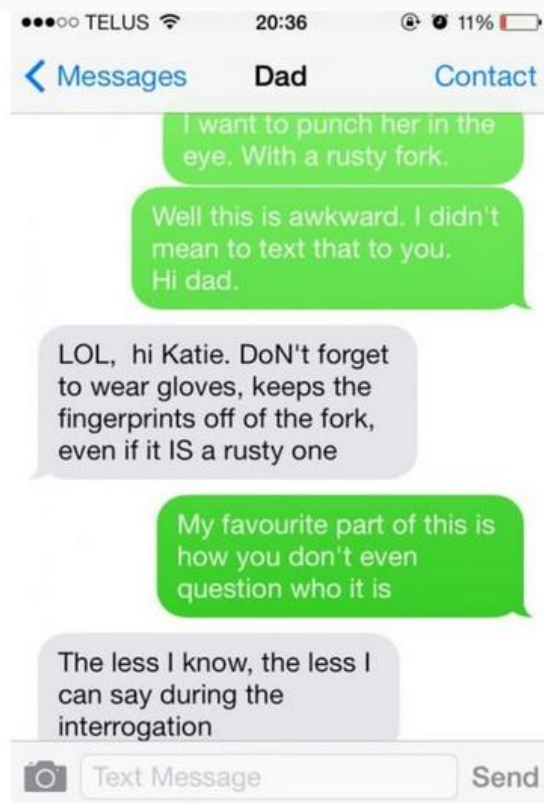 TELUS 20:36 11%
Messages Dad Contact
I want to punch her in the
eye. With a rusty fork.
Well this is awkward. I didn't
mean to text that to you.
Hi dad.
LOL,  hi Katie. DoN't forget
to wear gloves, keeps the
fingerprints off of the fork,
even if it IS a rusty one
My favourite part of this is
how you don't even
question who it is
The less I know, the less I
can say during the
interrogation
Text Message Send